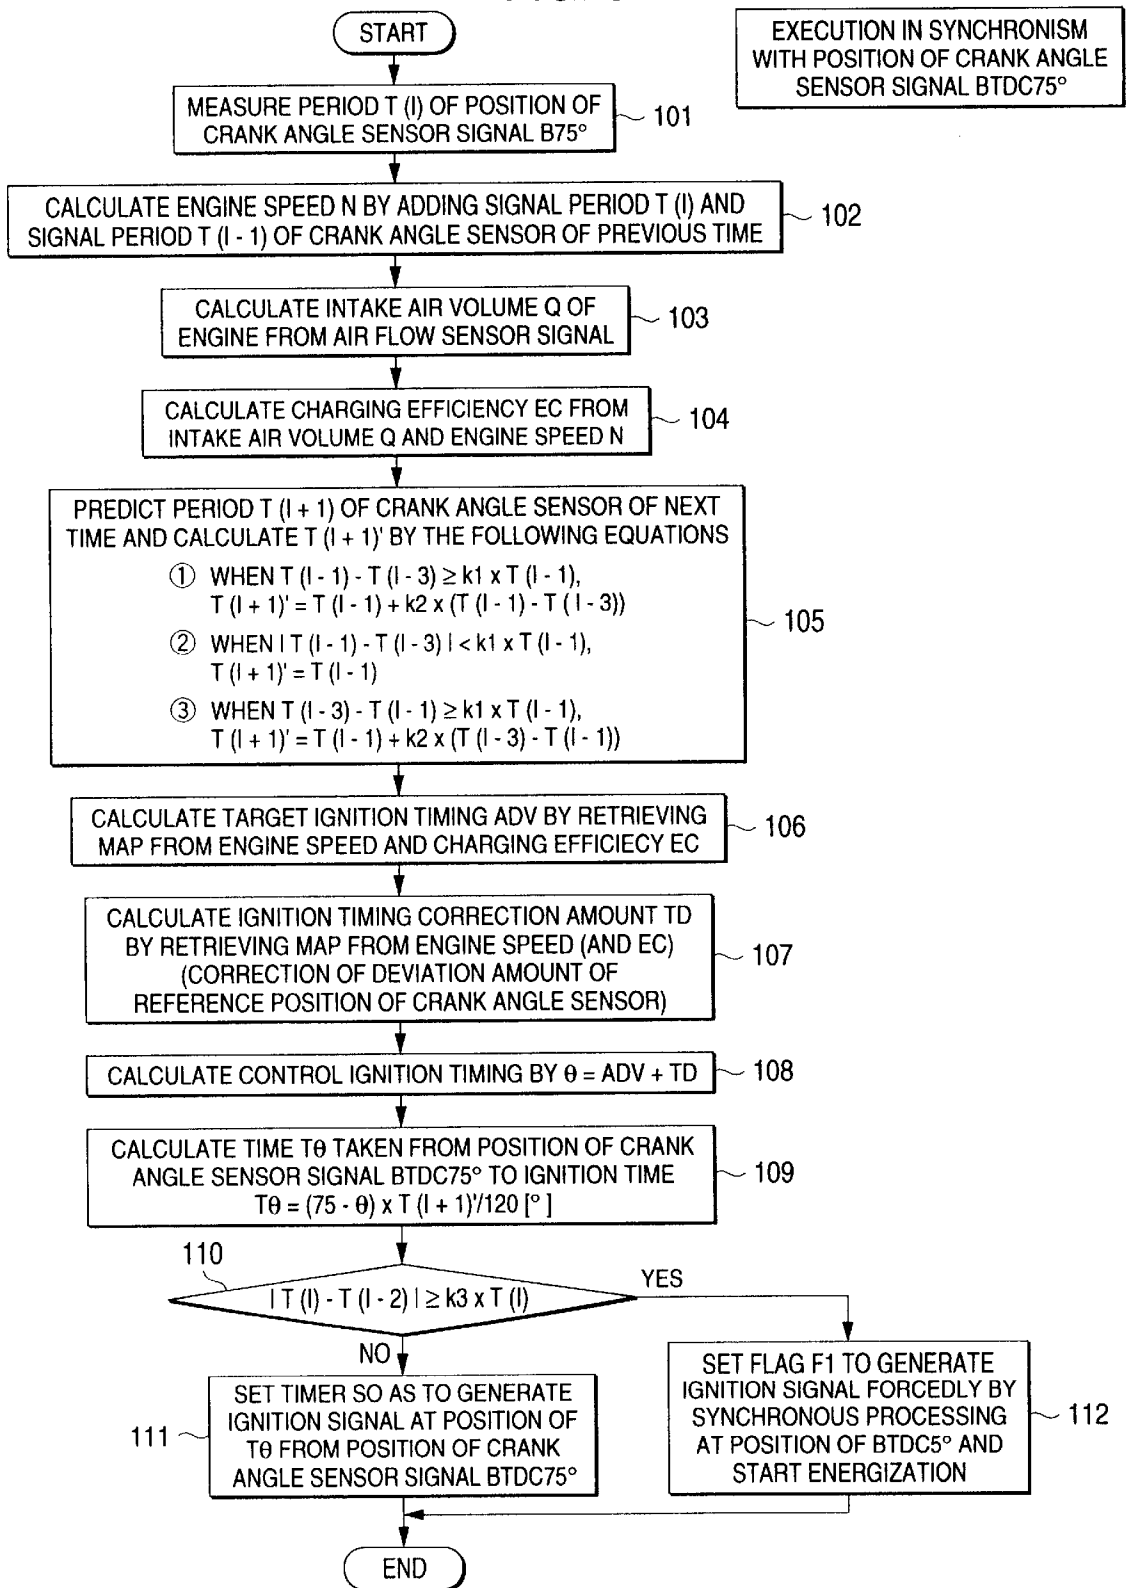 START
EXECUTION IN SYNCHRONISM
WITH POSITION OF CRANK ANGLE
SENSOR SIGNAL BTDC75°
MEASURE PERIOD T (I) OF POSITION OF
CRANK ANGLE SENSOR SIGNAL B75°
101
CALCULATE ENGINE SPEED N BY ADDING SIGNAL PERIOD T (I) AND
SIGNAL PERIOD T (I - 1) OF CRANK ANGLE SENSOR OF PREVIOUS TIME
102
CALCULATE INTAKE AIR VOLUME Q OF
ENGINE FROM AIR FLOW SENSOR SIGNAL
103
CALCULATE CHARGING EFFICIENCY EC FROM
INTAKE AIR VOLUME Q AND ENGINE SPEED N
104
PREDICT PERIOD T (I + 1) OF CRANK ANGLE SENSOR OF NEXT
TIME AND CALCULATE T (I + 1)' BY THE FOLLOWING EQUATIONS
① WHEN T (I - 1) - T (I - 3) ≥ k1 x T (I - 1),
T (I + 1)' = T (I - 1) + k2 x (T (I - 1) - T ( I - 3))
② WHEN I T (I - 1) - T (I - 3) I < k1 x T (I - 1),
T (I + 1)' = T (I - 1)
③ WHEN T (I - 3) - T (I - 1) ≥ k1 x T (I - 1),
T (I + 1)' = T (I - 1) + k2 x (T (I - 3) - T (I - 1))
105
CALCULATE TARGET IGNITION TIMING ADV BY RETRIEVING
MAP FROM ENGINE SPEED AND CHARGING EFFICIECY EC
106
CALCULATE IGNITION TIMING CORRECTION AMOUNT TD
BY RETRIEVING MAP FROM ENGINE SPEED (AND EC)
(CORRECTION OF DEVIATION AMOUNT OF
REFERENCE POSITION OF CRANK ANGLE SENSOR)
107
CALCULATE CONTROL IGNITION TIMING BY θ = ADV + TD
108
CALCULATE TIME Tθ TAKEN FROM POSITION OF CRANK
ANGLE SENSOR SIGNAL BTDC75° TO IGNITION TIME
Tθ = (75 - θ) x T (I + 1)'/120 [°]
109
110
I T (I) - T (I - 2) I ≥ k3 x T (I)
YES
NO
SET TIMER SO AS TO GENERATE
IGNITION SIGNAL AT POSITION OF
Tθ FROM POSITION OF CRANK
ANGLE SENSOR SIGNAL BTDC75°
111
SET FLAG F1 TO GENERATE
IGNITION SIGNAL FORCEDLY BY
SYNCHRONOUS PROCESSING
AT POSITION OF BTDC5° AND
START ENERGIZATION
112
END